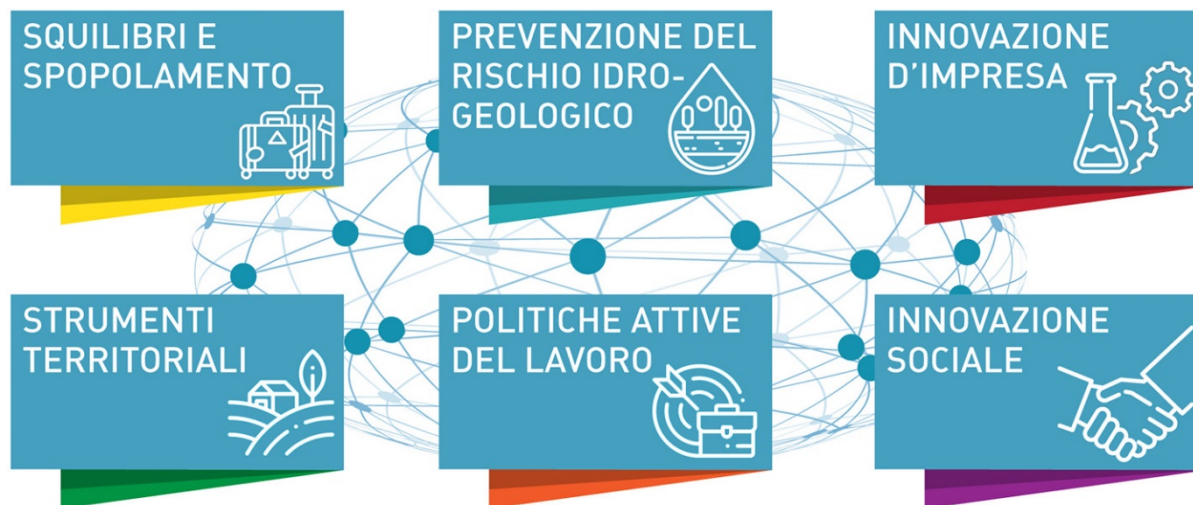 SQUILIBRI E
SPOPOLAMENTO
PREVENZIONE DEL
RISCHIO IDRO-
GEOLOGICO
INNOVAZIONE
D'IMPRESA
STRUMENTI
TERRITORIALI
POLITICHE ATTIVE
DEL LAVORO
INNOVAZIONE
SOCIALE